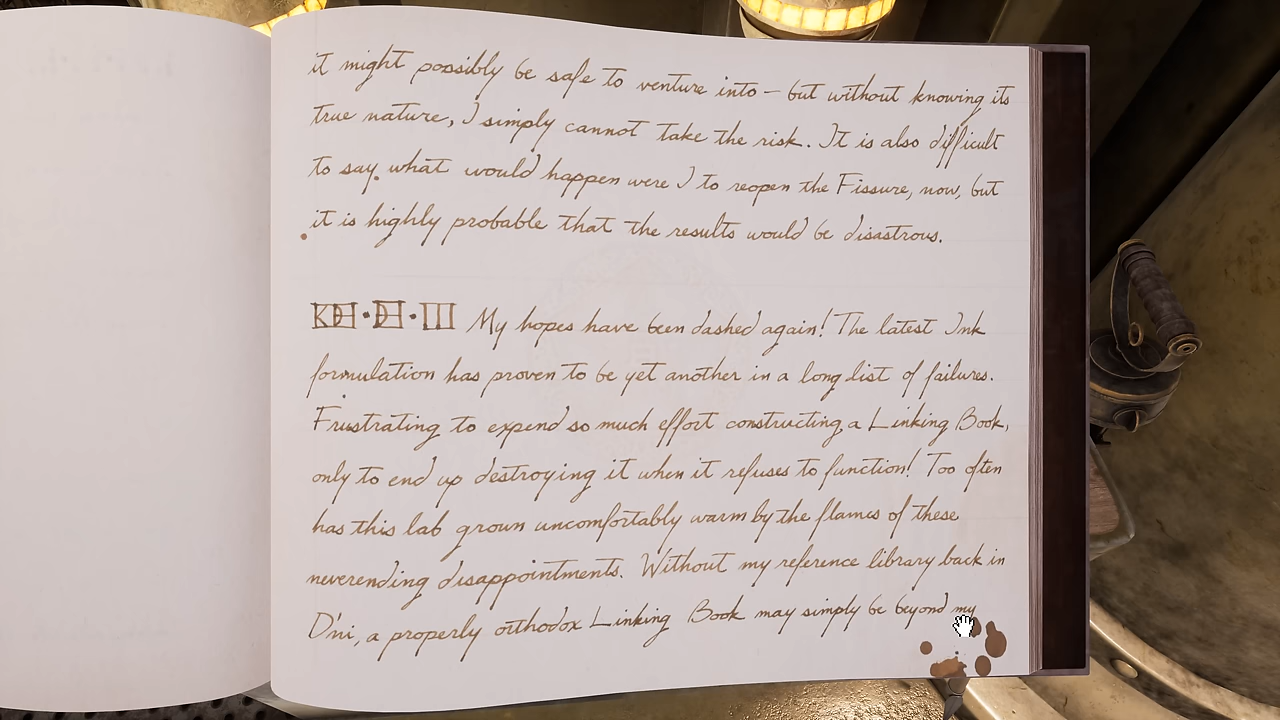 it might possibly be safe to venture into – but without knowing its
true nature, I simply cannot take the risk. It is also difficult
to say what would happen were I to reopen the Fissure, now, but
it is highly probable that the results would be disastrous.
My hopes have been dashed again! The latest Ink
formulation has proven to be yet another in a long list of failures.
Frustrating to expend so much effort constructing a Linking Book,
only to end up destroying it when it refuses to function! Too often
has this lab grown uncomfortably warm by the flames of these
neverending disappointments. Without my reference library back in
D'ni, a properly orthodox Linking Book may simply be beyond my